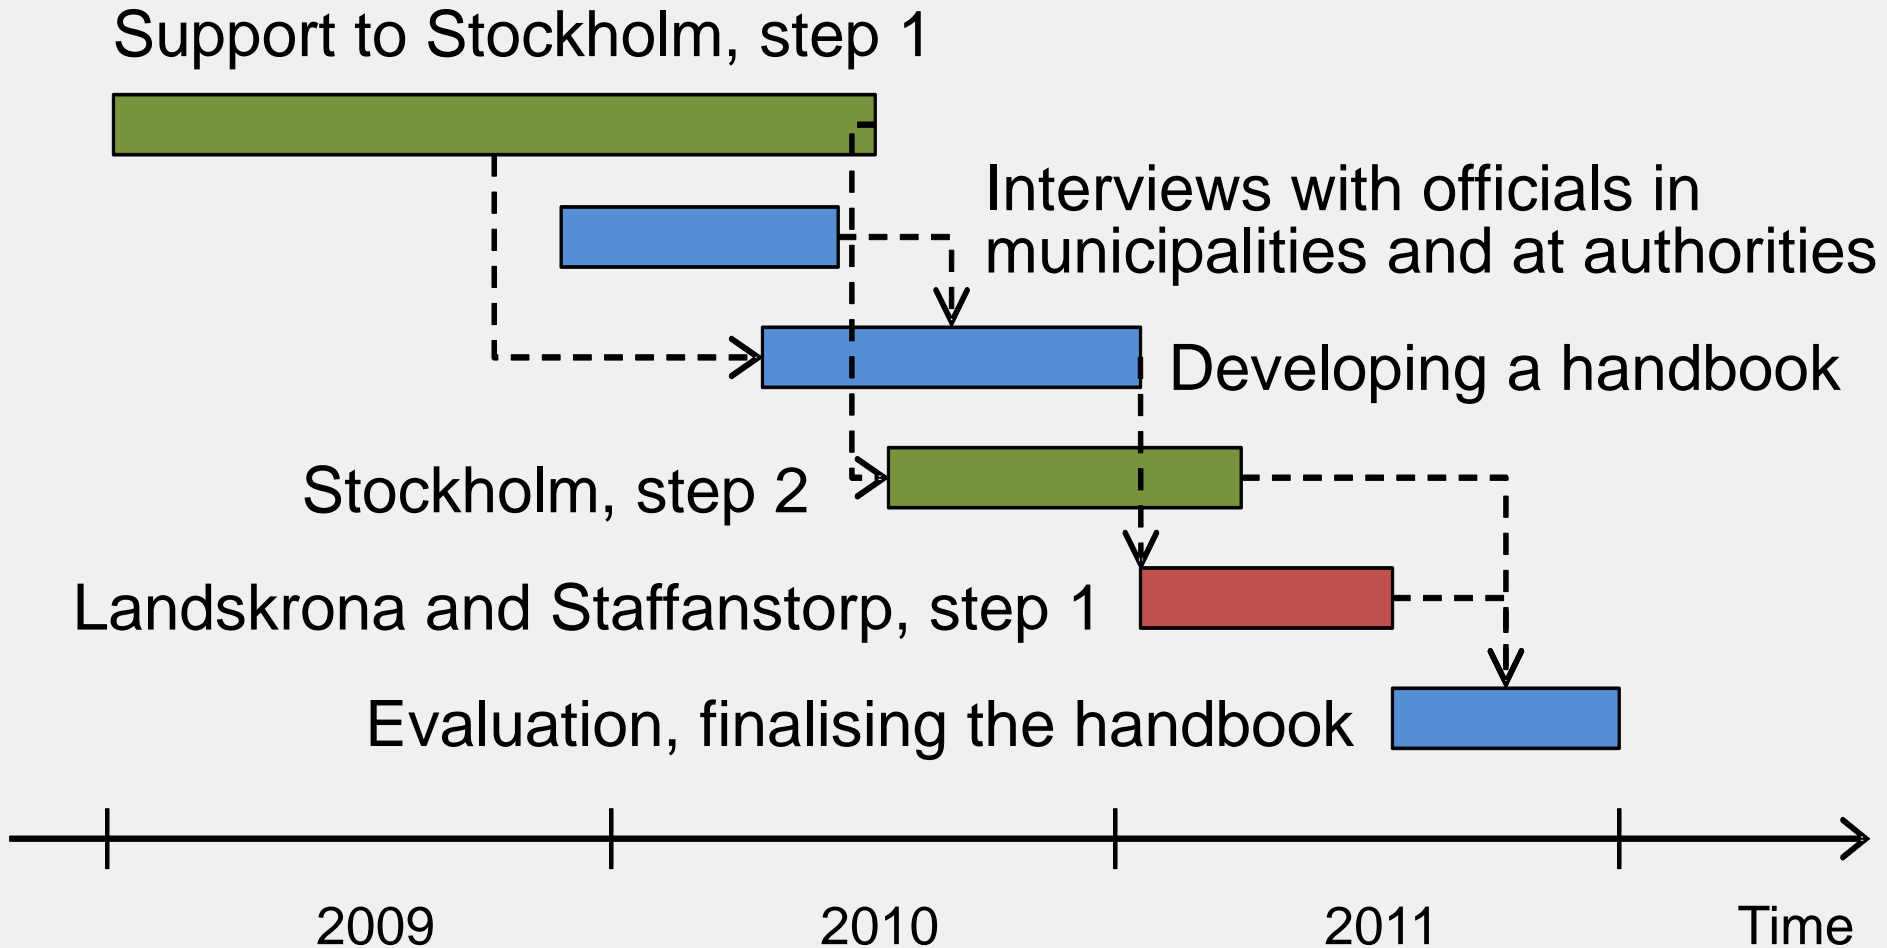 Support to Stockholm, step 1
Interviews with officials in
municipalities and at authorities
Developing a handbook
Stockholm, step 2
Landskrona and Staffanstorp, step 1
Evaluation, finalising the handbook
2009
2010
2011
Time